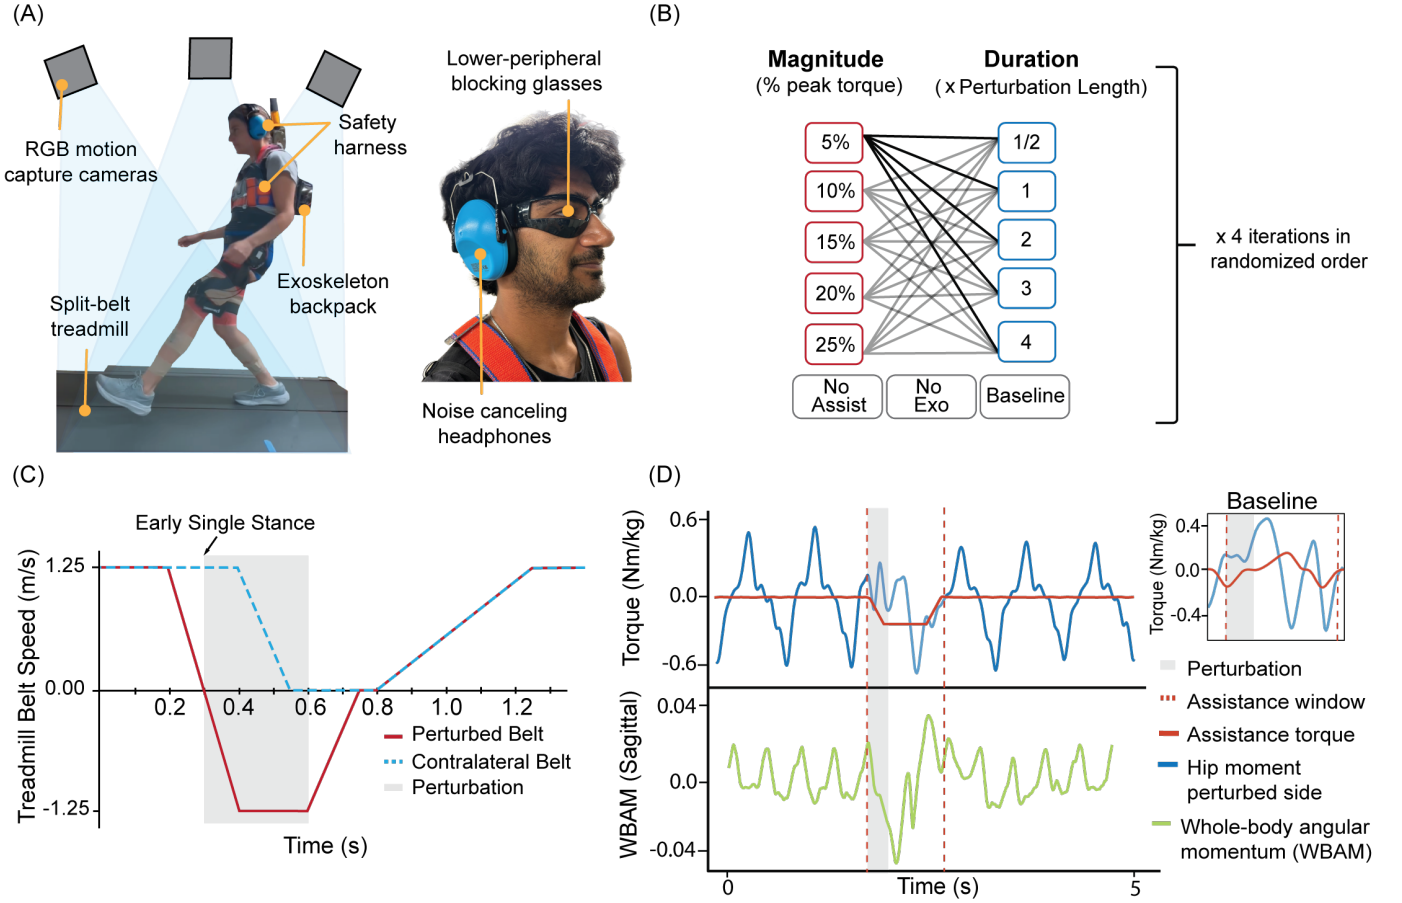 (A)
Lower-peripheral
blocking glasses
Safety
harness
RGB motion
capture cameras
Exoskeleton
backpack
Split-belt
treadmill
Noise canceling
headphones
(B)
Magnitude
(% peak torque)
Duration
(x Perturbation Length)
5%
10%
15%
20%
25%
1/2
1
2
3
4
No
Assist
No
Exo
Baseline
x 4 iterations in
randomized order
(C)
Early Single Stance
Treadmill Belt Speed (m/s)
1.25
0.00
-1.25
0.2
0.4
0.6
0.8
1.0
1.2
Perturbed Belt
Contralateral Belt
Perturbation
Time (s)
(D)
Torque (Nm/kg)
0.6
0.0
-0.6
WBAM (Sagittal)
0.04
0.0
-0.04
0
Time (s)
5
Baseline
Torque (Nm/kg)
0.4
0.0
-0.4
Perturbation
Assistance window
Assistance torque
Hip moment
perturbed side
Whole-body angular
momentum (WBAM)